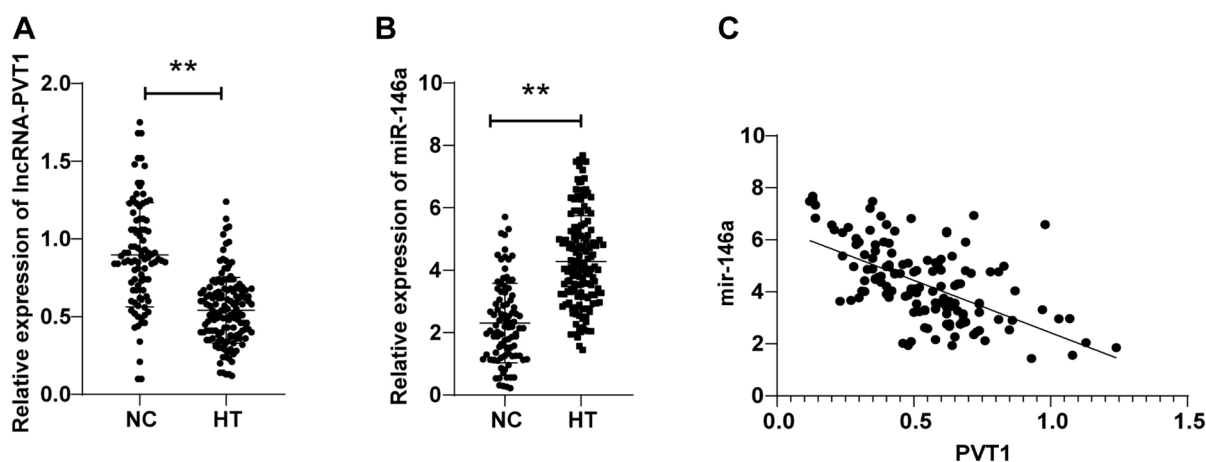 A
Relative expression of lncRNA-PVT1
**
2.0
1.5
1.0
0.5
0.0
NC
HT
B
Relative expression of miR-146a
**
10
8
6
4
2
0
NC
HT
C
mir-146a
10
8
6
4
2
0
0.0
0.5
1.0
1.5
PVT1